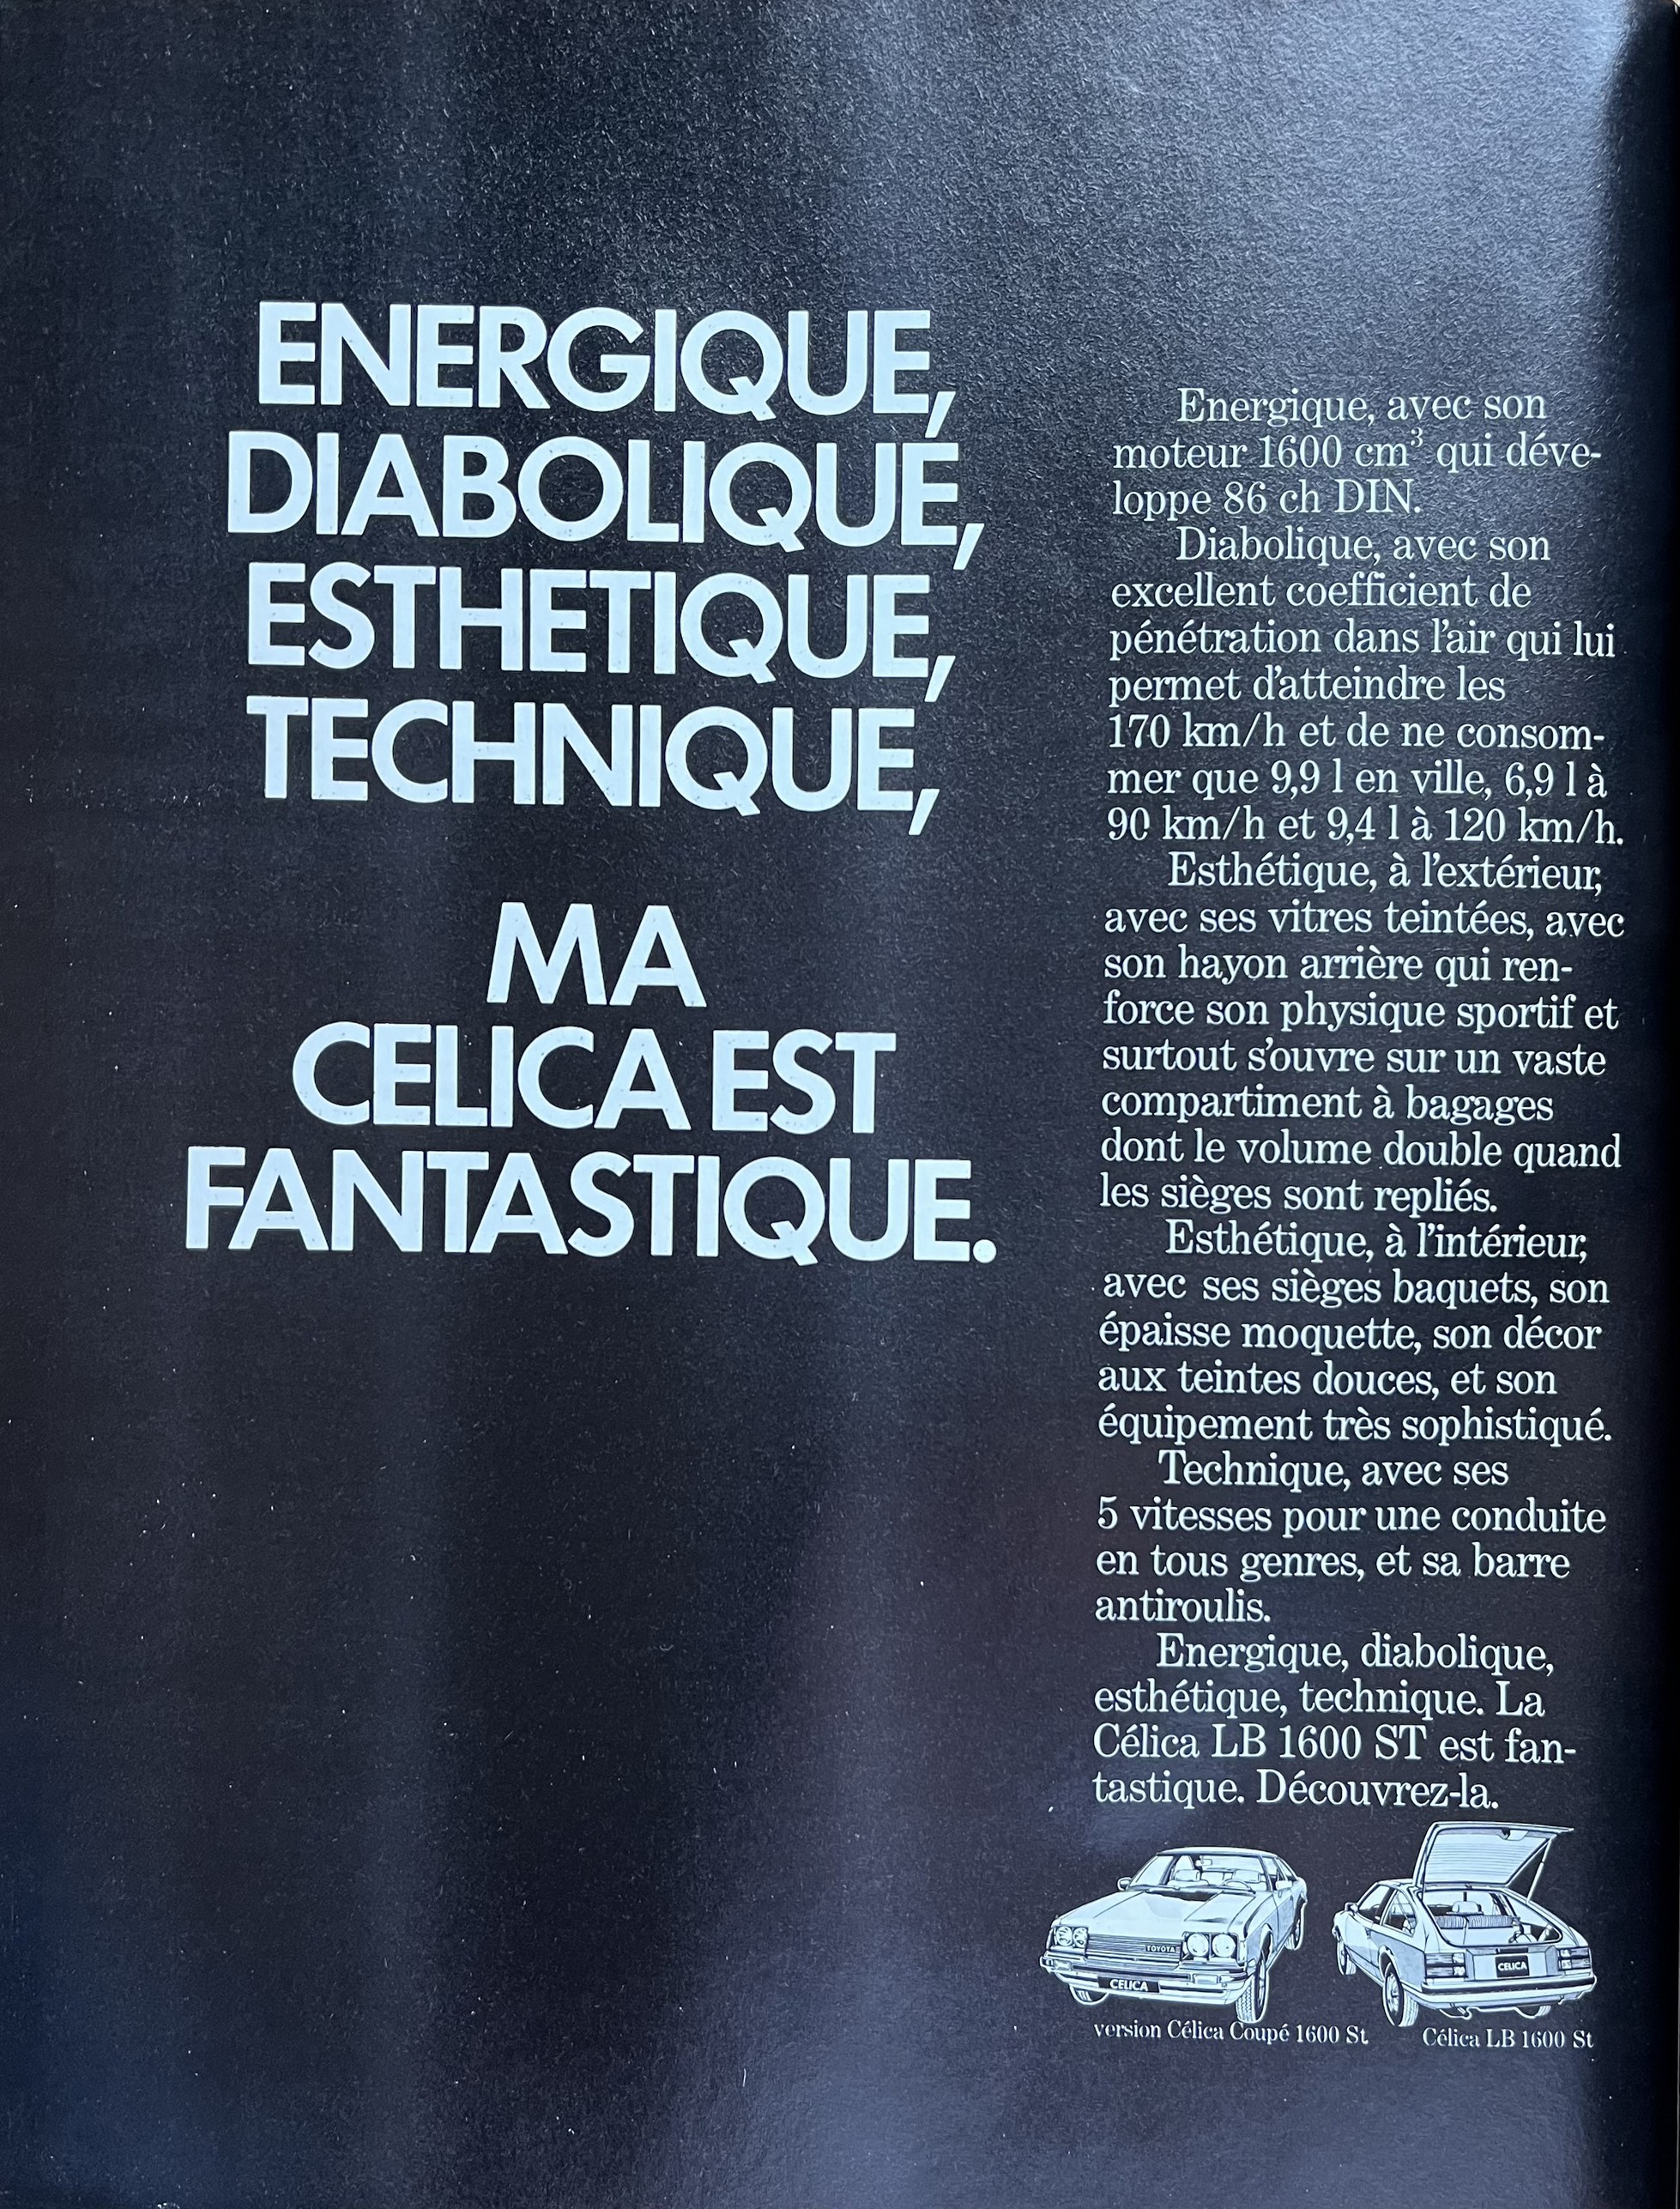 ENERGIQUE,
DIABOLIQUE,
ESTHETIQUE,
TECHNIQUE,
MA
CELICA EST
FANTASTIQUE.
Energique, avec son
moteur 1600 cm³ qui déve-
loppe 86 ch DIN.
Diabolique, avec son
excellent coefficient de
pénétration dans l'air qui lui
permet d'atteindre les
170 km/h et de ne consom-
mer que 9,9 l en ville, 6,9 l à
90 km/h et 9,4 l à 120 km/h.
Esthétique, à l'extérieur,
avec ses vitres teintées, avec
son hayon arrière qui ren-
force son physique sportif et
surtout s'ouvre sur un vaste
compartiment à bagages
dont le volume double quand
les sièges sont repliés.
Esthétique, à l'intérieur,
avec ses sièges baquets, son
épaisse moquette, son décor
aux teintes douces, et son
équipement très sophistiqué.
Technique, avec ses
5 vitesses pour une conduite
en tous genres, et sa barre
antiroulis.
Energique, diabolique,
esthétique, technique. La
Célica LB 1600 ST est fan-
tastique. Découvrez-la.
TOYOTA
CELICA
CELICA
version Célica Coupé 1600 St
Célica LB 1600 St